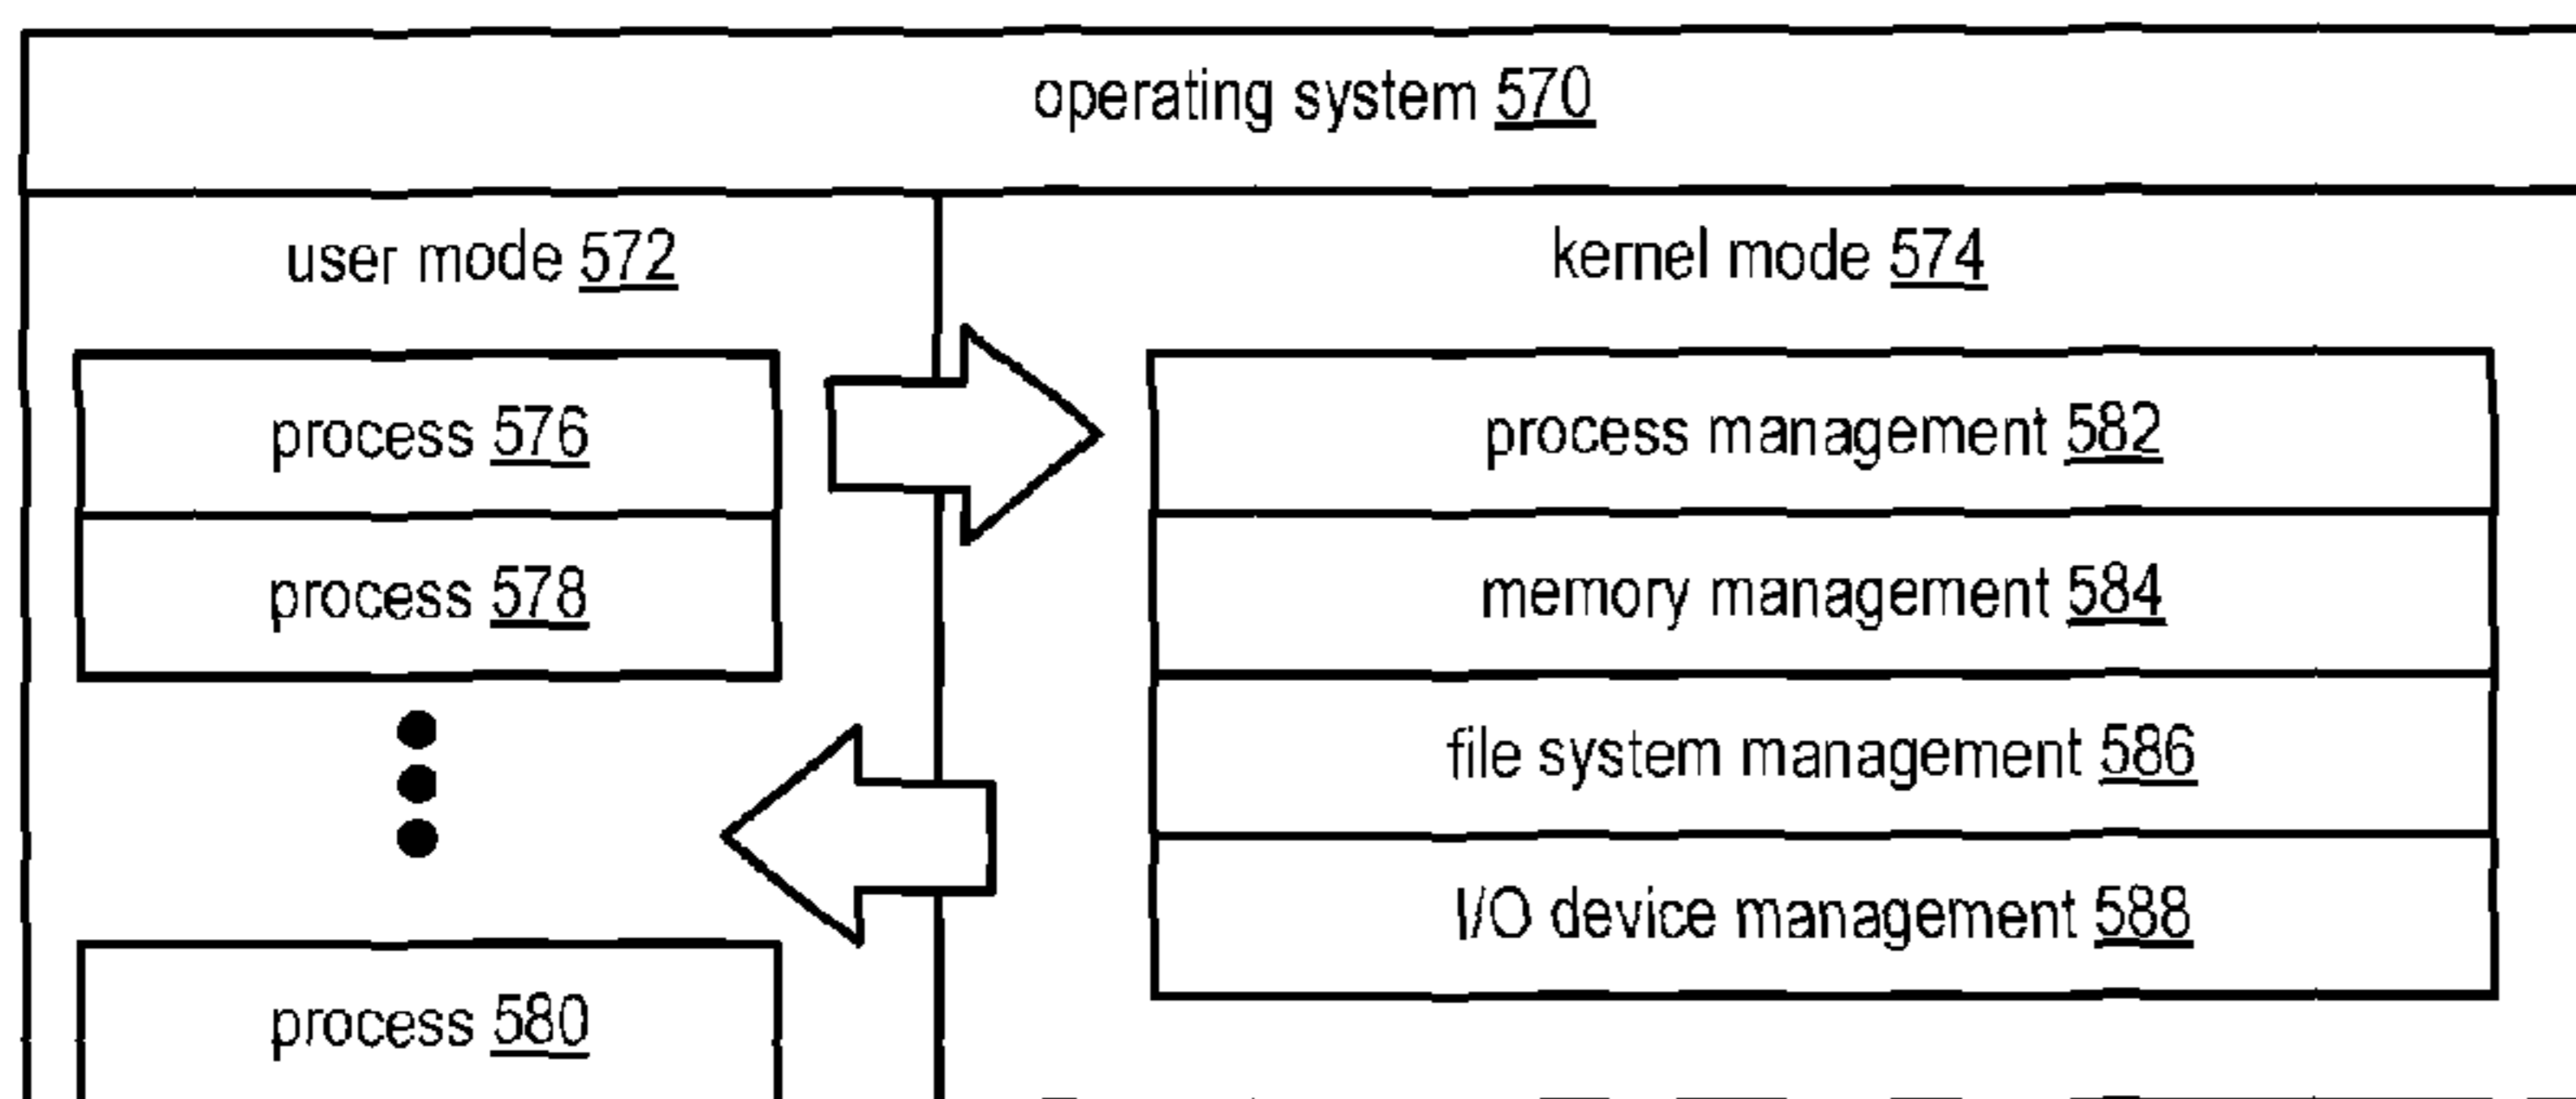 operating system 570
user mode 572
kernel mode 574
process 576
process 578
process 580
process management 582
memory management 584
file system management 586
I/O device management 588